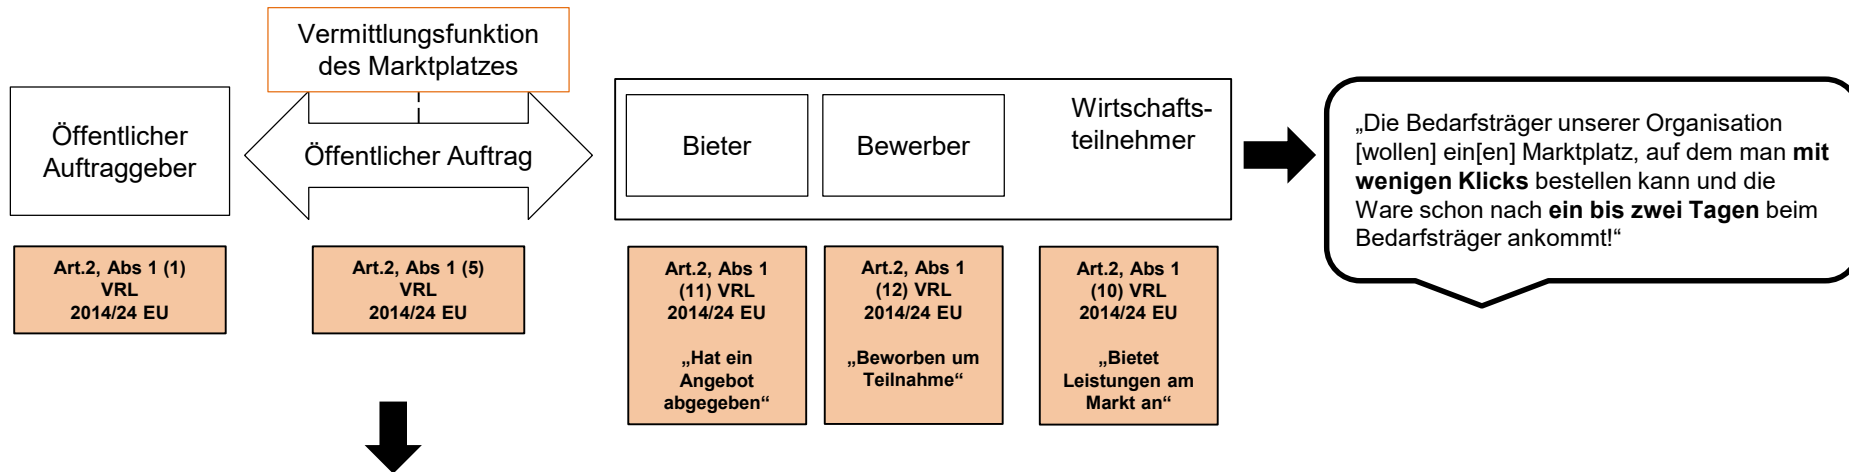 Vermittlungsfunktion
des Marktplatzes
Öffentlicher
Auftraggeber
Öffentlicher Auftrag
Bieter
Bewerber
Wirtschafts-
teilnehmer
„Die Bedarfsträger unserer Organisation
[wollen] ein[en] Marktplatz, auf dem man mit
wenigen Klicks bestellen kann und die
Ware schon nach ein bis zwei Tagen beim
Bedarfsträger ankommt!“
Art.2, Abs 1 (1)
VRL
2014/24 EU
Art.2, Abs 1 (5)
VRL
2014/24 EU
Art.2, Abs 1
(11) VRL
2014/24 EU
„Hat ein
Angebot
abgegeben“
Art.2, Abs 1
(12) VRL
2014/24 EU
„Beworben um
Teilnahme“
Art.2, Abs 1
(10) VRL
2014/24 EU
„Bietet
Leistungen am
Markt an“